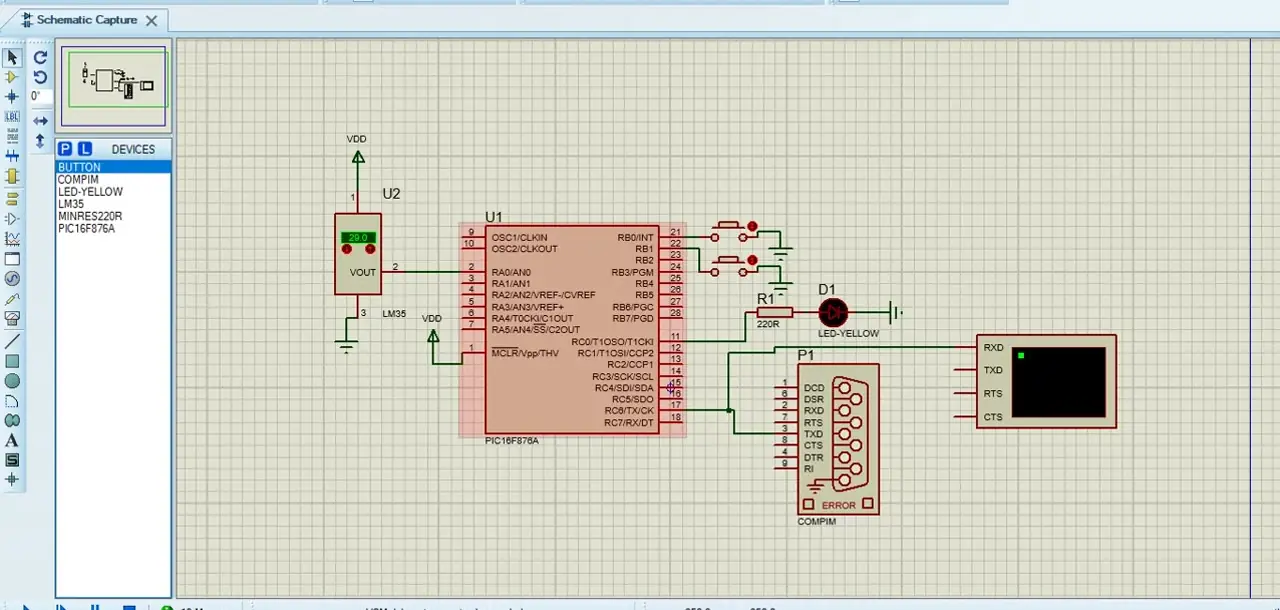 Schematic Capture
0°
LBL
P L DEVICES
BUTTON
COMPIM
LED-YELLOW
LM35
MINRES220R
PIC16F876A
A
VDD
U2
1
29.0
VOUT
2
3
LM35
VDD
U1
9 OSC1/CLKIN
10 OSC2/CLKOUT
2 RA0/AN0
3 RA1/AN1
4 RA2/AN2/VREF-/CVREF
5 RA3/AN3/VREF+
6 RA4/T0CKI/C1OUT
7 RA5/AN4/SS/C2OUT
1 MCLR/Vpp/THV
RB0/INT 21
RB1 22
RB2 23
RB3/PGM 24
RB4 25
RB5 26
RB6/PGC 27
RB7/PGD 28
RC0/T1OSO/T1CKI 11
RC1/T1OSI/CCP2 12
RC2/CCP1 13
RC3/SCK/SCL 14
RC4/SDI/SDA 15
RC5/SDO 16
RC6/TX/CK 17
RC7/RX/DT 18
PIC16F876A
R1
220R
D1
LED-YELLOW
P1
1 DCD
6 DSR
2 RXD
7 RTS
3 TXD
8 CTS
4 DTR
9 RI
ERROR
COMPIM
RXD
TXD
RTS
CTS